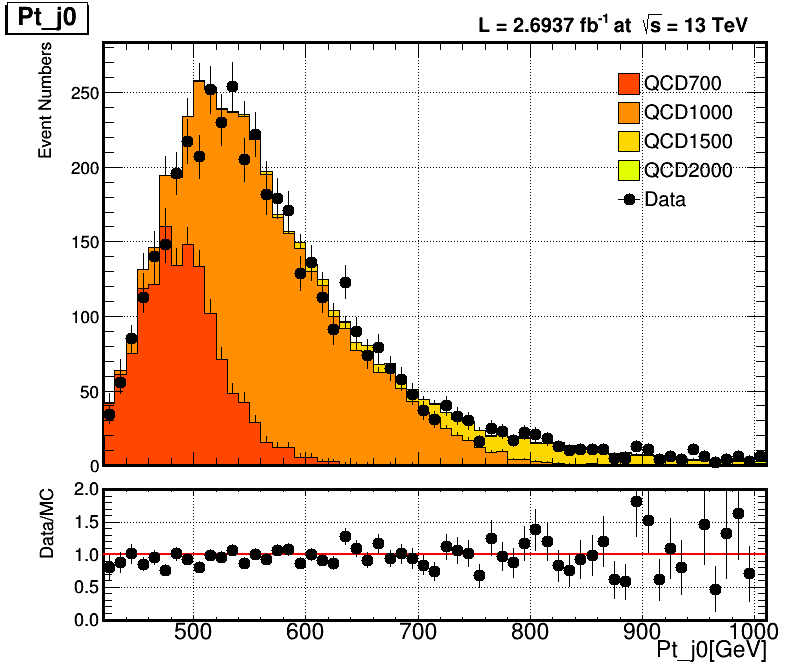 Pt_j0
L = 2.6937 fb⁻¹ at √s = 13 TeV
Event Numbers
250
200
150
100
50
0
QCD700
QCD1000
QCD1500
QCD2000
Data
Data/MC
2.0
1.5
1.0
0.5
0.0
500 600 700 800 900 1000
Pt_j0[GeV]